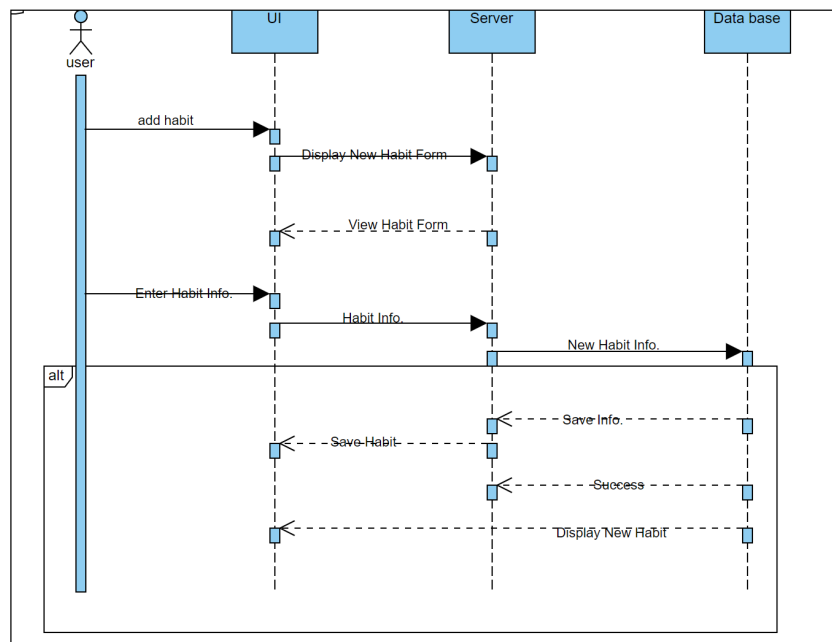 UI
Server
Data base
user
add habit
Display New Habit Form
View Habit Form
Enter Habit Info.
Habit Info.
New Habit Info.
alt
Save Info.
Save Habit
Success
Display New Habit